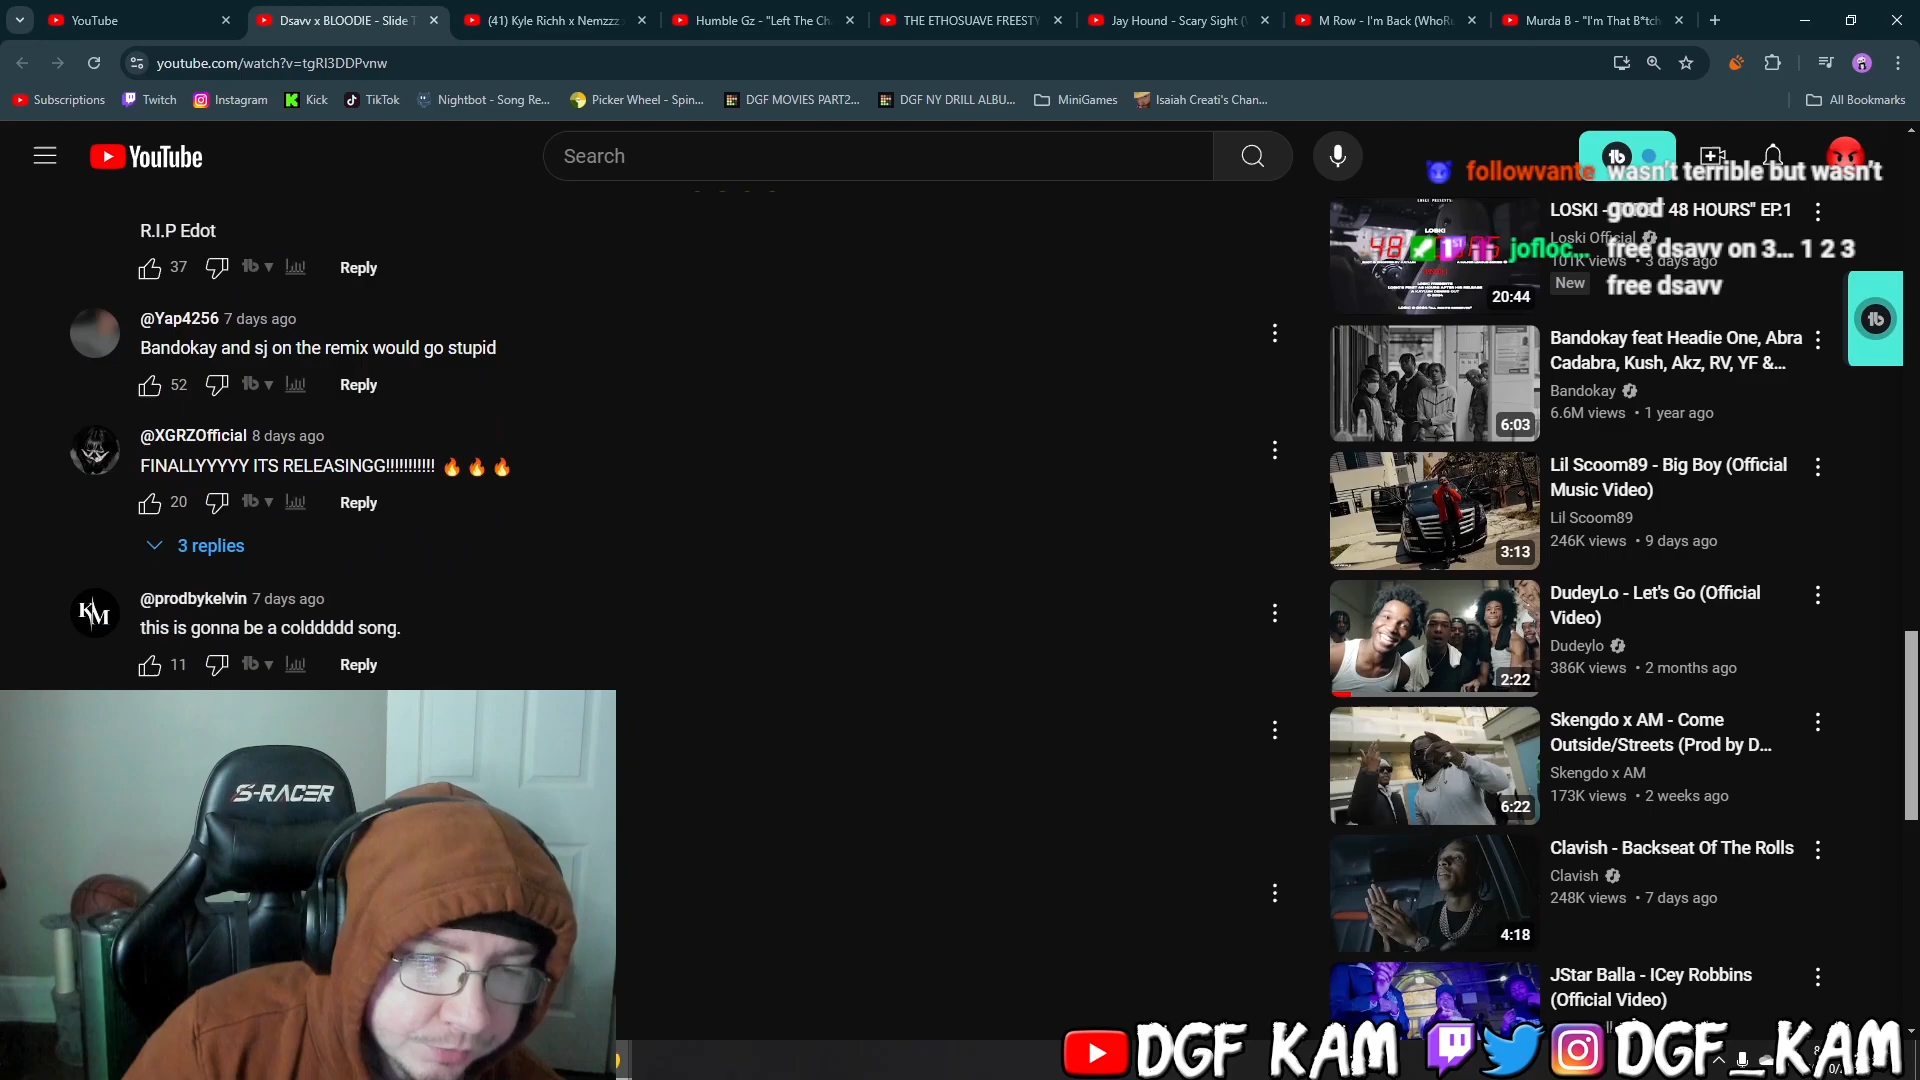 YouTube
Dsavv x BLOODIE - Slide T
(41) Kyle Richh x Nemzzz
Humble Gz - "Left The Ch
THE ETHOSUAVE FREESTY
Jay Hound - Scary Sight (
M Row - I'm Back (WhoR
Murda B - "I'm That B*tch
youtube.com/watch?v=tgRI3DDPvnw
Subscriptions
Twitch
Instagram
Kick
TikTok
Nightbot - Song Re...
Picker Wheel - Spin...
DGF MOVIES PART2...
DGF NY DRILL ALBU...
MiniGames
Isaiah Creati's Chan...
All Bookmarks
YouTube
Search
followvante wasn't terrible but wasn't
good
jofloc... free dsavv on 3... 1 2 3
free dsavv
R.I.P Edot
37 Reply
@Yap4256 7 days ago
Bandokay and sj on the remix would go stupid
52 Reply
@XGRZOfficial 8 days ago
FINALLYYYYY ITS RELEASINGG!!!!!!!!!!! 🔥🔥🔥
20 Reply
3 replies
KM
@prodbykelvin 7 days ago
this is gonna be a colddddd song.
11 Reply
S-RACER
LOSKI - 48 HOURS" EP.1
Loski Official
101K views • 3 days ago
New
20:44
Bandokay feat Headie One, Abra
Cadabra, Kush, Akz, RV, YF &...
Bandokay
6.6M views • 1 year ago
6:03
Lil Scoom89 - Big Boy (Official
Music Video)
Lil Scoom89
246K views • 9 days ago
3:13
DudeyLo - Let's Go (Official
Video)
Dudeylo
386K views • 2 months ago
2:22
Skengdo x AM - Come
Outside/Streets (Prod by D...
Skengdo x AM
173K views • 2 weeks ago
6:22
Clavish - Backseat Of The Rolls
Clavish
248K views • 7 days ago
4:18
JStar Balla - ICey Robbins
(Official Video)
DGF KAM
DGF_KAM